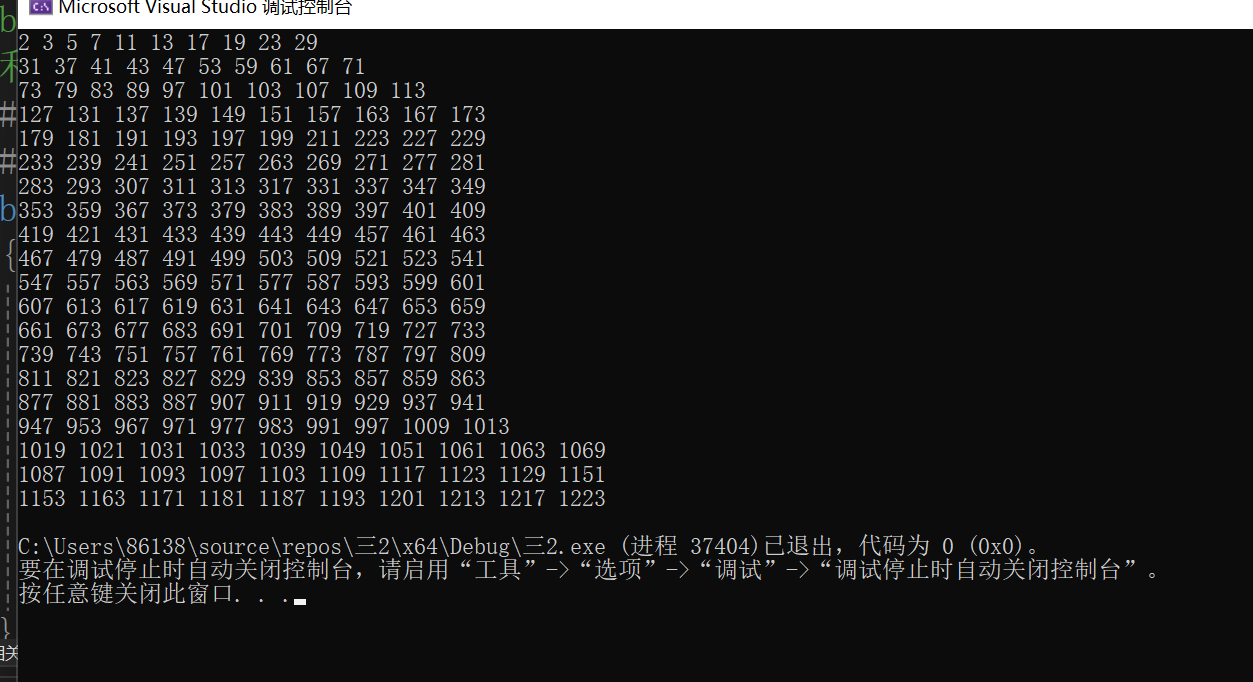 Microsoft Visual Studio 调试控制台
2 3 5 7 11 13 17 19 23 29
31 37 41 43 47 53 59 61 67 71
73 79 83 89 97 101 103 107 109 113
127 131 137 139 149 151 157 163 167 173
179 181 191 193 197 199 211 223 227 229
233 239 241 251 257 263 269 271 277 281
283 293 307 311 313 317 331 337 347 349
353 359 367 373 379 383 389 397 401 409
419 421 431 433 439 443 449 457 461 463
467 479 487 491 499 503 509 521 523 541
547 557 563 569 571 577 587 593 599 601
607 613 617 619 631 641 643 647 653 659
661 673 677 683 691 701 709 719 727 733
739 743 751 757 761 769 773 787 797 809
811 821 823 827 829 839 853 857 859 863
877 881 883 887 907 911 919 929 937 941
947 953 967 971 977 983 991 997 1009 1013
1019 1021 1031 1033 1039 1049 1051 1061 1063 1069
1087 1091 1093 1097 1103 1109 1117 1123 1129 1151
1153 1163 1171 1181 1187 1193 1201 1213 1217 1223
C:\Users\86138\source\repos\三2\x64\Debug\三2.exe (进程 37404)已退出，代码为 0 (0x0)。
要在调试停止时自动关闭控制台，请启用“工具”->“选项”->“调试”->“调试停止时自动关闭控制台”。
按任意键关闭此窗口. . .